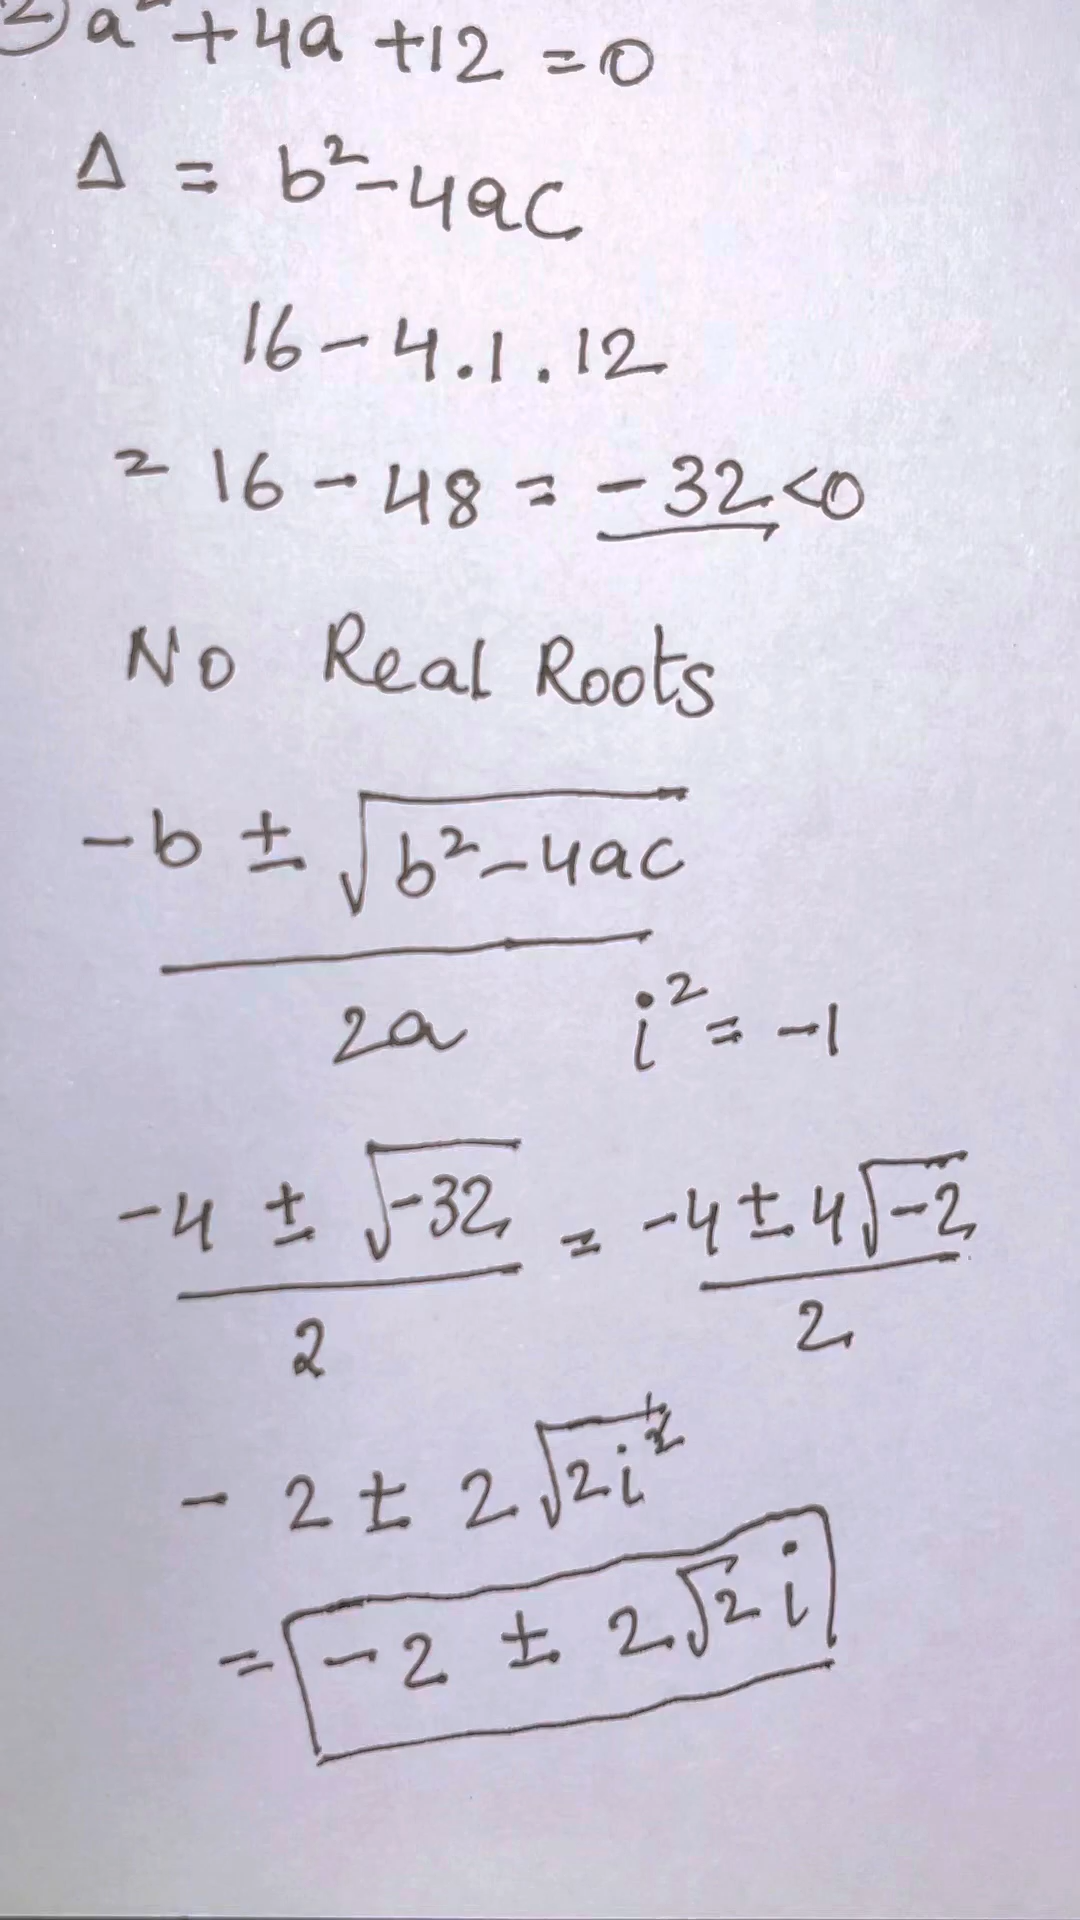 ② a² + 4a + 12 = 0
Δ = b² - 4ac
16 - 4.1.12
= 16 - 48 = -32 < 0
No Real Roots
-b ± √b² - 4ac
2a i² = -1
-4 ± √-32 = -4 ± 4√-2
2 2
- 2 ± 2√2i²
= -2 ± 2√2 i